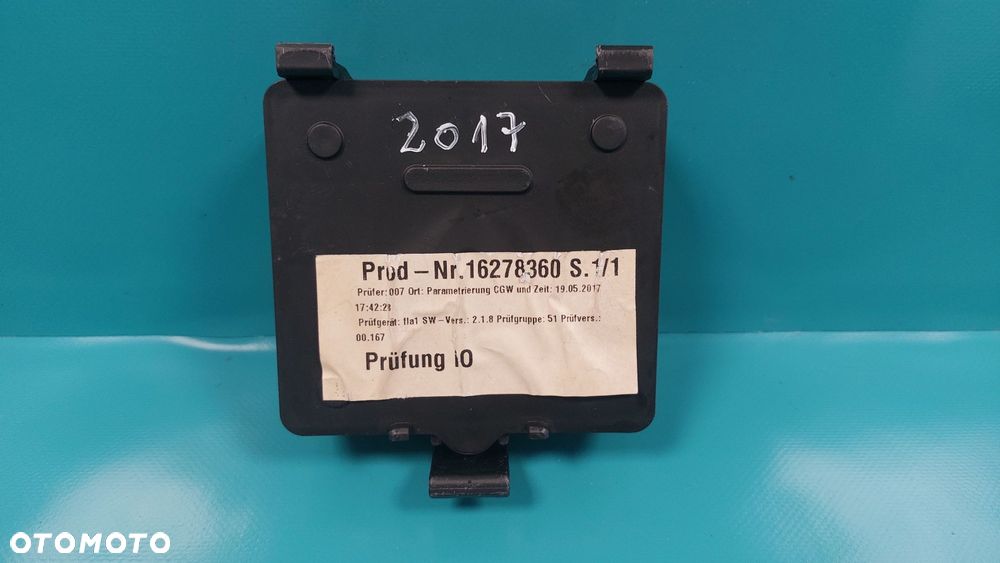 2017
Prod-Nr.16278360 S.1/1
Prüfer: 007 Ort: Parametrierung CGW und Zeit: 19.05.2017
17:42:28
Prüfgerät: fla1 SW-Vers.: 2.1.8 Prüfgruppe: 51 Prüfvers.:
00.167
Prüfung IO
OTOMOTO